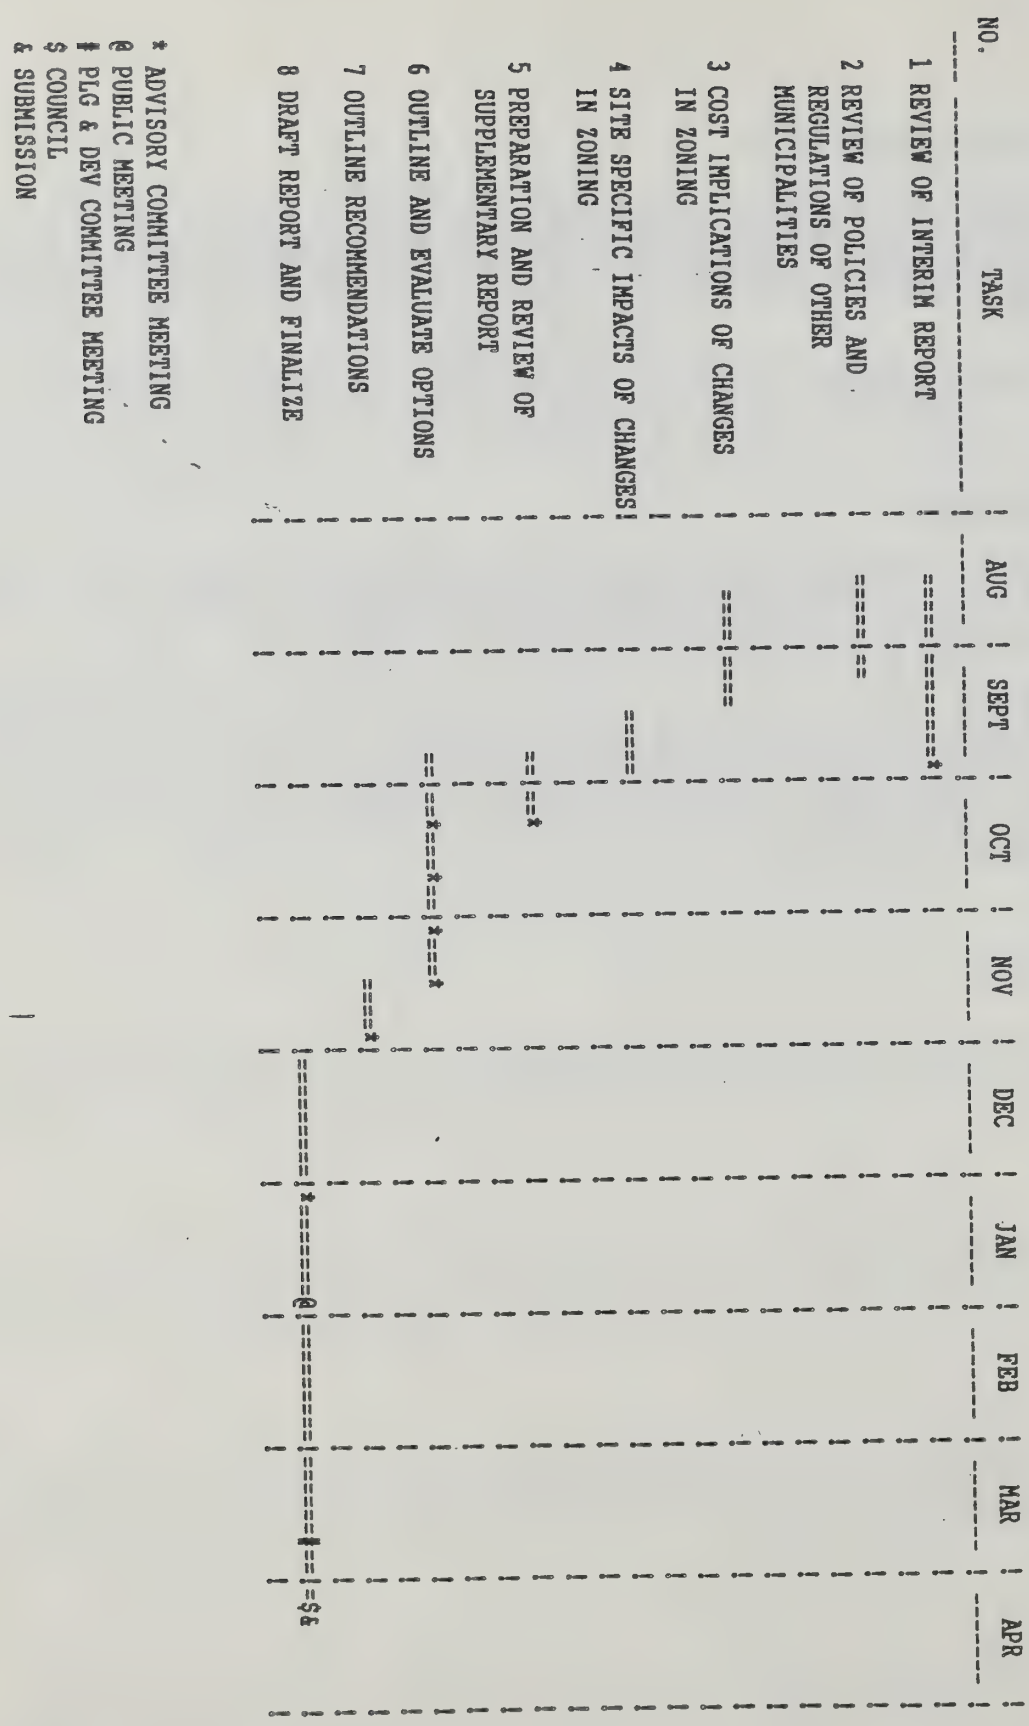 NO. TASK ! AUG ! SEPT ! OCT ! NOV ! DEC ! JAN ! FEB ! MAR ! APR !
1 REVIEW OF INTERIM REPORT ! =====!=======* ! ! ! ! ! ! ! !
2 REVIEW OF POLICIES AND ! =====!== ! ! ! ! ! ! ! !
REGULATIONS OF OTHER
MUNICIPALITIES
3 COST IMPLICATIONS OF CHANGES ! ====!==== ! ! ! ! ! ! ! !
IN ZONING
4 SITE SPECIFIC IMPACTS OF CHANGES! ! =====! ! ! ! ! ! ! !
IN ZONING
5 PREPARATION AND REVIEW OF ! ! ==!==* ! ! ! ! ! ! !
SUPPLEMENTARY REPORT
6 OUTLINE AND EVALUATE OPTIONS ! ! ==!==*===*==!*===* ! ! ! ! ! !
7 OUTLINE RECOMMENDATIONS ! ! ! ! ====*! ! ! ! ! !
8 DRAFT REPORT AND FINALIZE ! ! ! ! !=========!*=======@!=========!======#==!=$& !
* ADVISORY COMMITTEE MEETING
@ PUBLIC MEETING
# PLG & DEV COMMITTEE MEETING
$ COUNCIL
& SUBMISSION